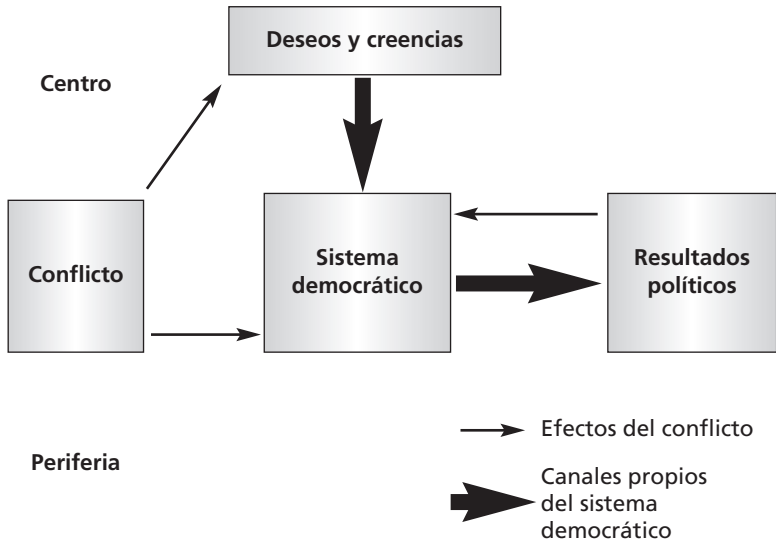 Deseos y creencias
Centro
Conflicto
Sistema
democrático
Resultados
políticos
Efectos del conflicto
Periferia
Canales propios
del sistema
democrático